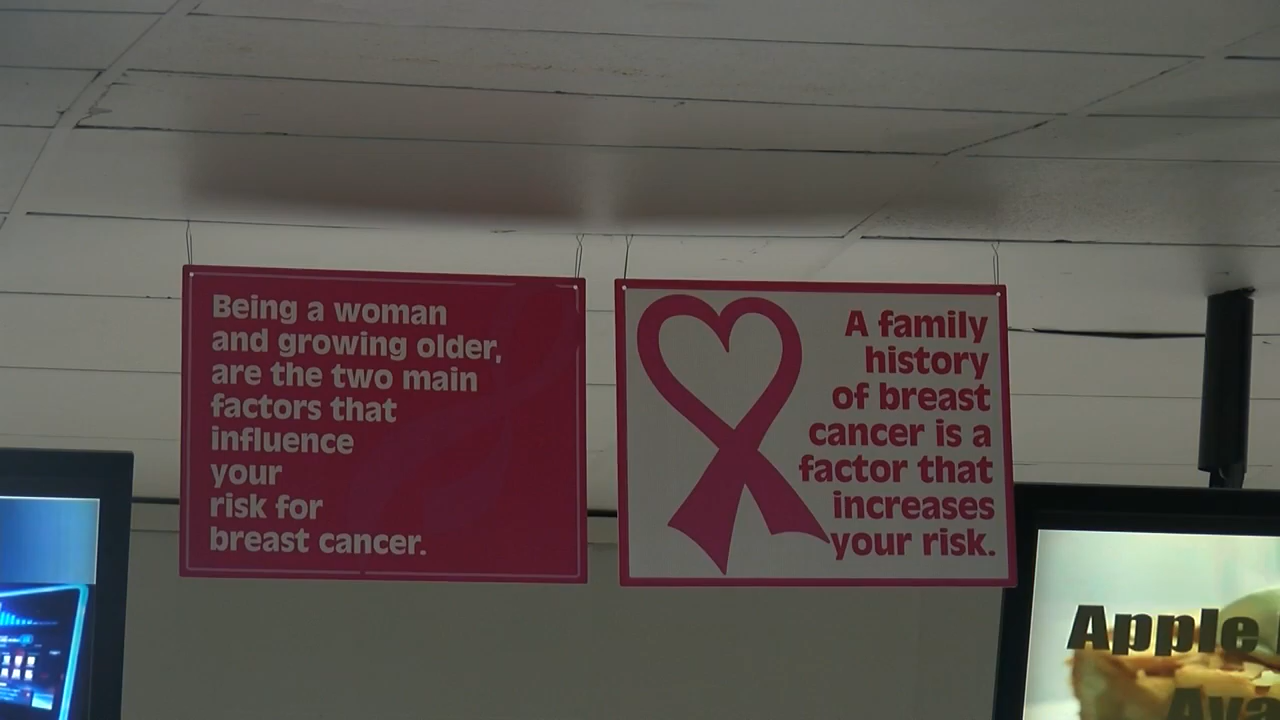 Being a woman
and growing older,
are the two main
factors that
influence
your
risk for
breast cancer.
A family
history
of breast
cancer is a
factor that
increases
your risk.
Apple